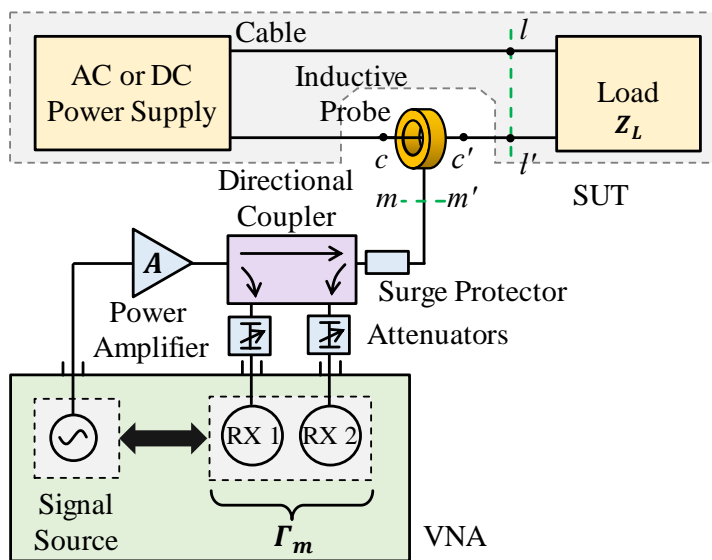 Cable
l
AC or DC
Power Supply
Inductive
Probe
Load
Z_L
c
c'
l'
Directional
Coupler
m
m'
SUT
A
Surge Protector
Power
Amplifier
Attenuators
RX 1
RX 2
Signal
Source
Γ_m
VNA